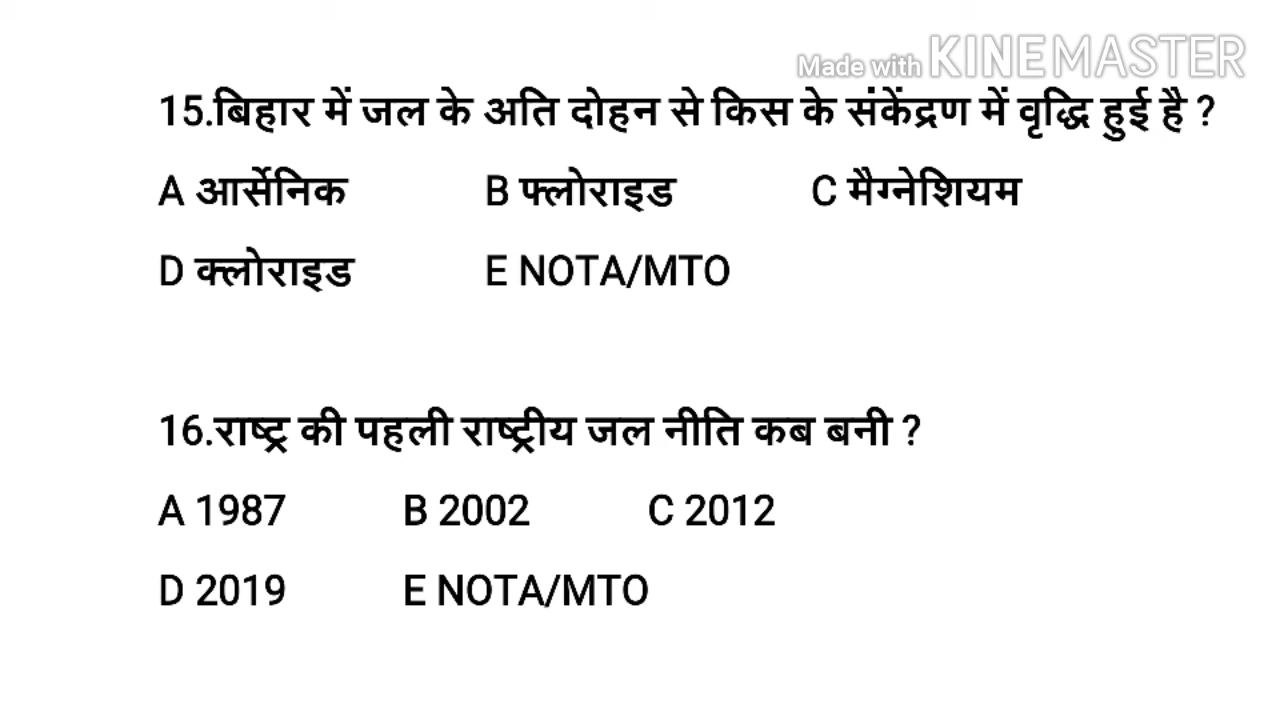 Made with KINEMASTER
15.बिहार में जल के अति दोहन से किस के संकेंद्रण में वृद्धि हुई है ?
A आर्सेनिक B फ्लोराइड C मैग्नेशियम
D क्लोराइड E NOTA/MTO
16.राष्ट्र की पहली राष्ट्रीय जल नीति कब बनी ?
A 1987 B 2002 C 2012
D 2019 E NOTA/MTO